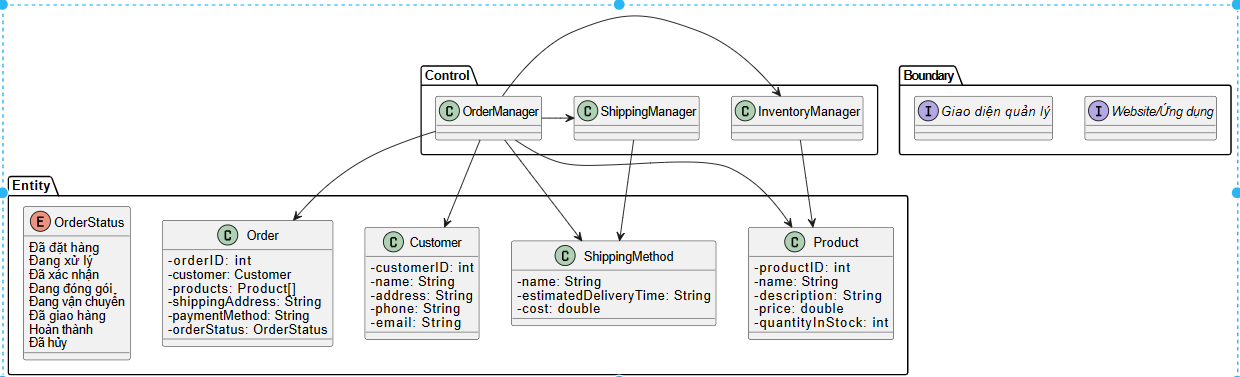 Control
C OrderManager
C ShippingManager
C InventoryManager
Boundary
I Giao diện quản lý
I Website/Ứng dụng
Entity
E OrderStatus
Đã đặt hàng
Đang xử lý
Đã xác nhận
Đang đóng gói
Đang vận chuyển
Đã giao hàng
Hoàn thành
Đã hủy
C Order
-orderID: int
-customer: Customer
-products: Product[]
-shippingAddress: String
-paymentMethod: String
-orderStatus: OrderStatus
C Customer
-customerID: int
-name: String
-address: String
-phone: String
-email: String
C ShippingMethod
-name: String
-estimatedDeliveryTime: String
-cost: double
C Product
-productID: int
-name: String
-description: String
-price: double
-quantityInStock: int